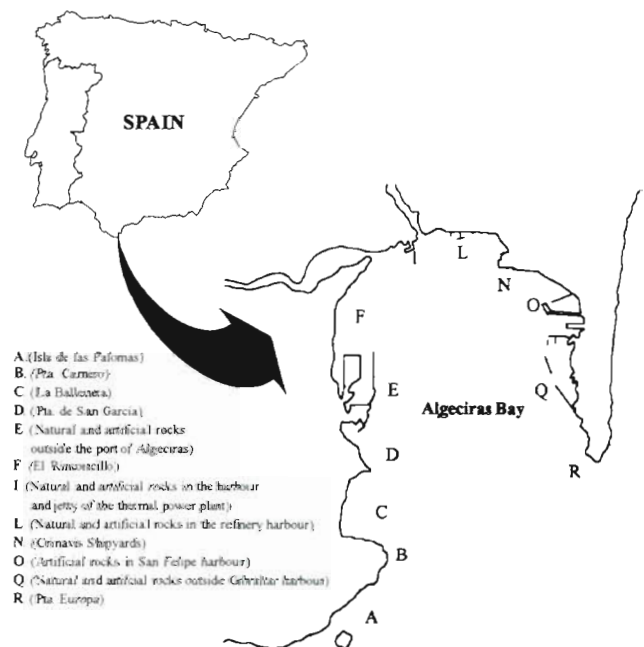 SPAIN
L
N
O
F
E
Algeciras Bay
Q
D
R
C
B
A
A (Isla de las Palomas)
B. (Pta Carnero)
C (La Ballenera)
D (Pta. de San Garcia)
E (Natural and artificial rocks
outside the port of Algeciras)
F (El Rinconcillo)
I (Natural and artificial rocks in the harbour
and jetty of the thermal power plant)
L (Natural and artificial rocks in the refinery harbour)
N (Crinavis Shipyards)
O (Artificial rocks in San Felipe harbour)
Q (Natural and artificial rocks outside Gibraltar harbour)
R (Pta Europa)